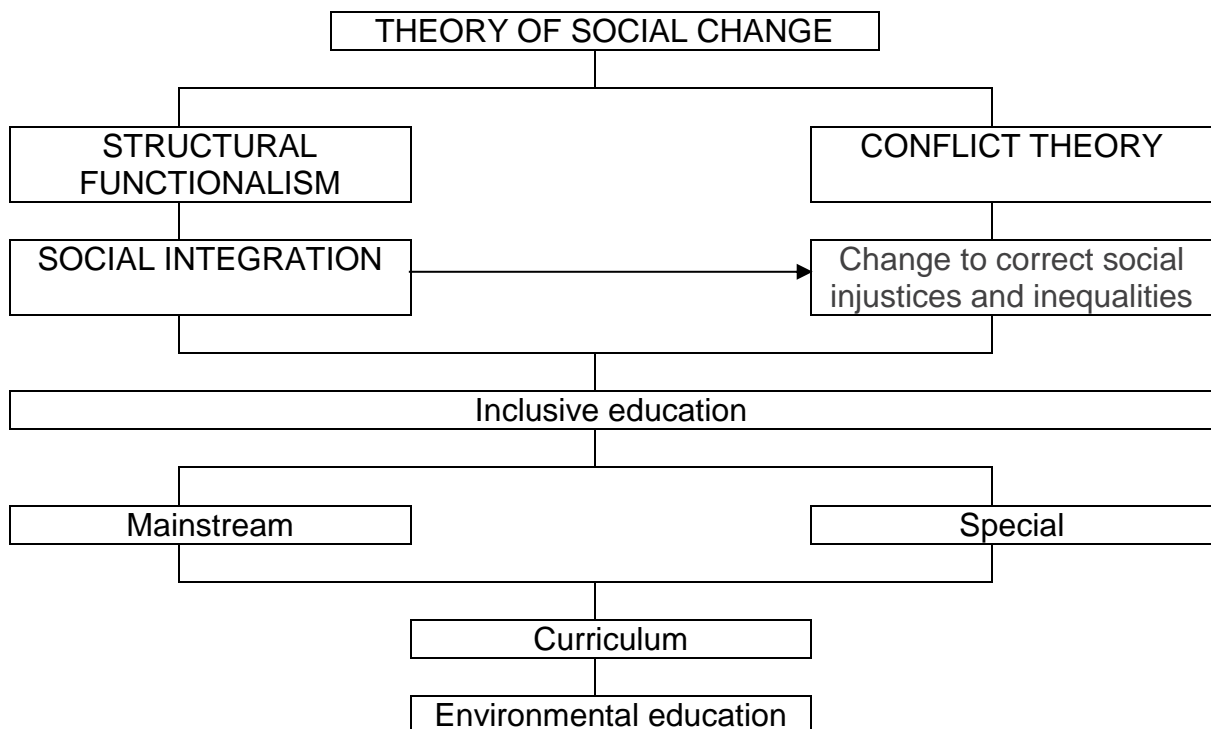 THEORY OF SOCIAL CHANGE
STRUCTURAL
FUNCTIONALISM
CONFLICT THEORY
SOCIAL INTEGRATION
Change to correct social
injustices and inequalities
Inclusive education
Mainstream
Special
Curriculum
Environmental education